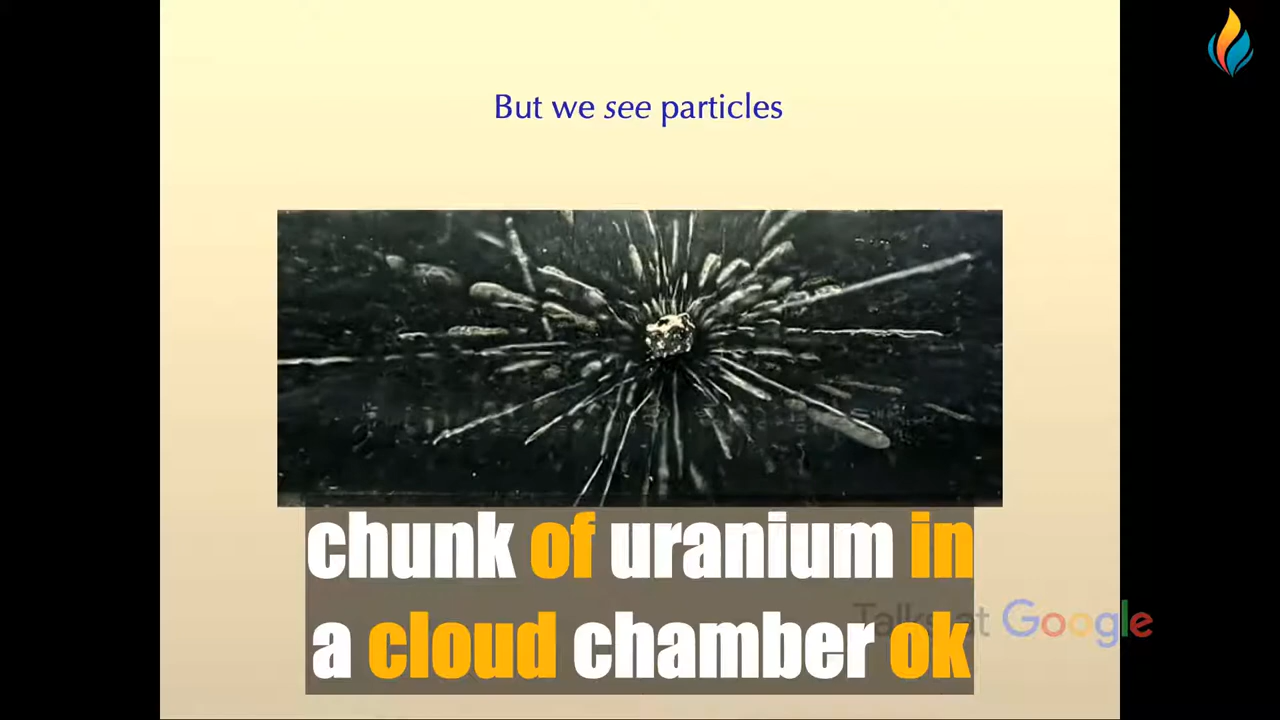 But we see particles
chunk of uranium in
a cloud chamber ok
Talks at Google